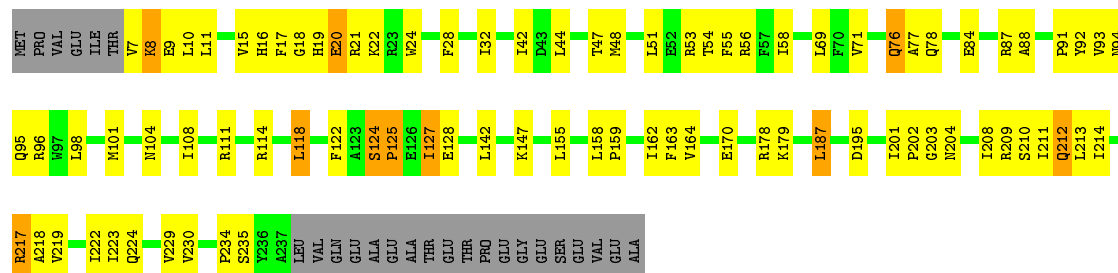 MET PRO VAL GLU ILE THR V7 K8 E9 L10 L11 V15 H16 F17 G18 H19 E20 R21 K22 R23 W24 F28 I32 I42 D43 L44 T47 M48 L51 E52 R53 T54 F55 R56 F57 I58 L69 F70 V71 Q76 A77 Q78 E84 R87 A88 P91 Y92 V93 N94
Q95 R96 W97 L98 M101 N104 I108 R111 R114 L118 F122 A123 S124 P125 E126 I127 E128 L142 K147 L155 L158 P159 I162 F163 V164 E170 R178 K179 L187 D195 I201 P202 G203 N204 I208 R209 S210 I211 Q212 L213 I214
R217 A218 V219 I222 I223 Q224 V229 V230 P234 S235 Y236 A237 LEU VAL GLN GLU ALA GLU ALA THR GLU THR PRO GLU GLY GLU SER GLU VAL GLU ALA